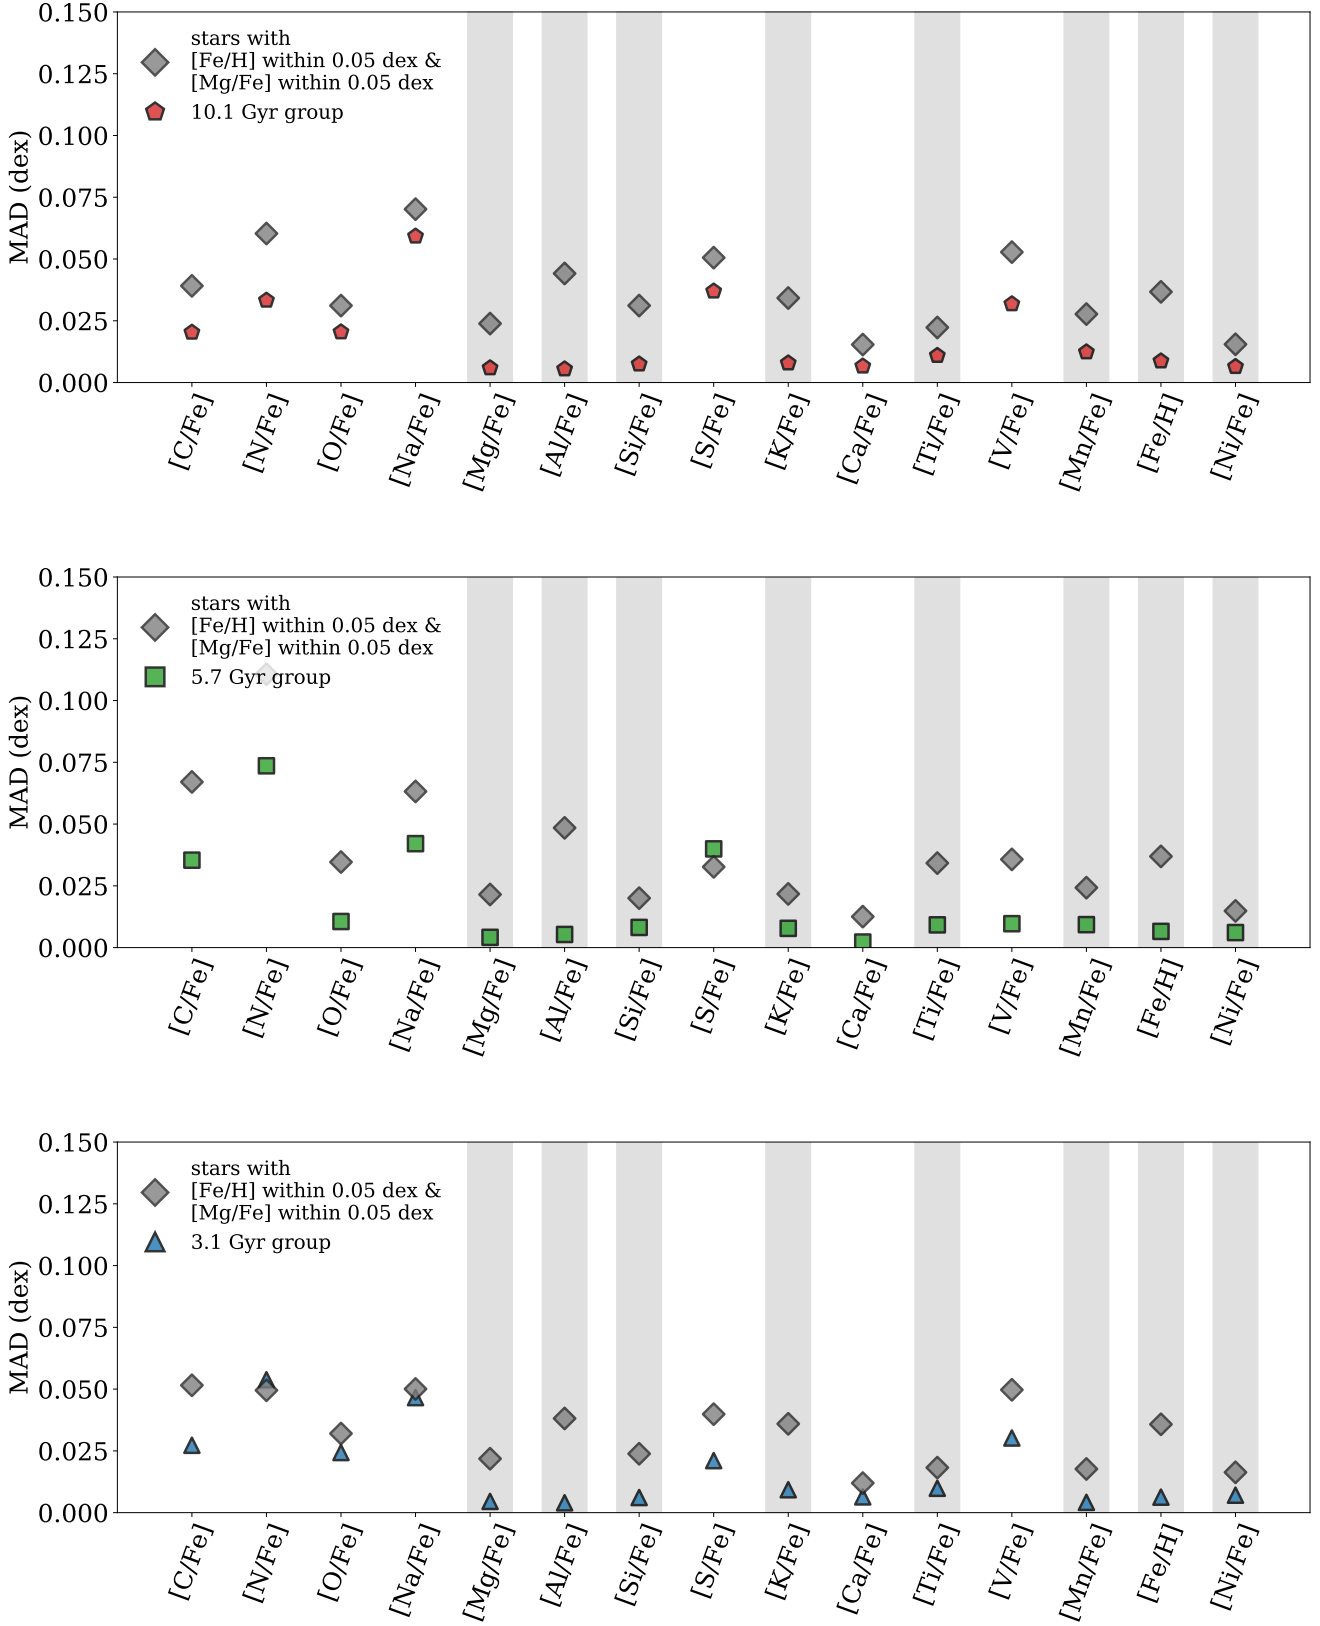 0.150
stars with
[Fe/H] within 0.05 dex &
[Mg/Fe] within 0.05 dex
10.1 Gyr group
0.125
0.100
0.075
0.050
0.025
0.000
MAD (dex)
[C/Fe] [N/Fe] [O/Fe] [Na/Fe] [Mg/Fe] [Al/Fe] [Si/Fe] [S/Fe] [K/Fe] [Ca/Fe] [Ti/Fe] [V/Fe] [Mn/Fe] [Fe/H] [Ni/Fe]
0.150
stars with
[Fe/H] within 0.05 dex &
[Mg/Fe] within 0.05 dex
5.7 Gyr group
0.125
0.100
0.075
0.050
0.025
0.000
MAD (dex)
[C/Fe] [N/Fe] [O/Fe] [Na/Fe] [Mg/Fe] [Al/Fe] [Si/Fe] [S/Fe] [K/Fe] [Ca/Fe] [Ti/Fe] [V/Fe] [Mn/Fe] [Fe/H] [Ni/Fe]
0.150
stars with
[Fe/H] within 0.05 dex &
[Mg/Fe] within 0.05 dex
3.1 Gyr group
0.125
0.100
0.075
0.050
0.025
0.000
MAD (dex)
[C/Fe] [N/Fe] [O/Fe] [Na/Fe] [Mg/Fe] [Al/Fe] [Si/Fe] [S/Fe] [K/Fe] [Ca/Fe] [Ti/Fe] [V/Fe] [Mn/Fe] [Fe/H] [Ni/Fe]